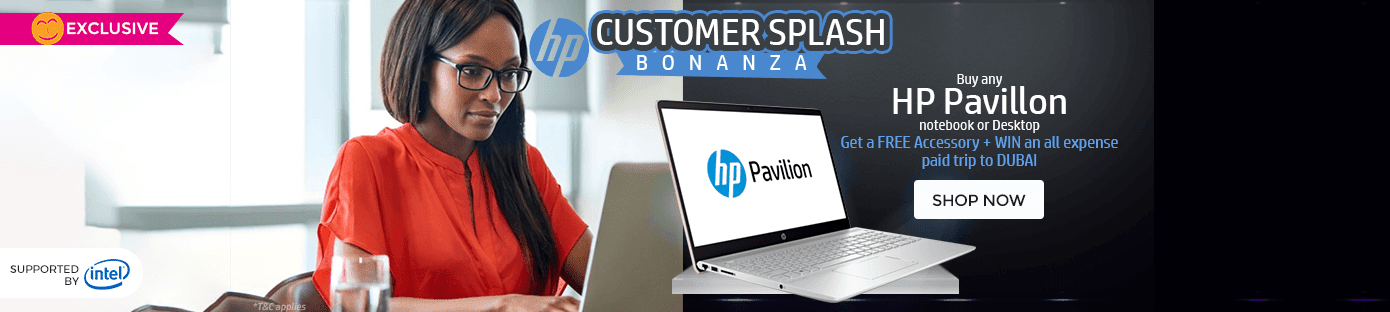 EXCLUSIVE
hp
CUSTOMER SPLASH
BONANZA
Buy any
HP Pavillon
notebook or Desktop
Get a FREE Accessory + WIN an all expense
paid trip to DUBAI
SHOP NOW
hp Pavilion
SUPPORTED
BY intel
*T&C applies